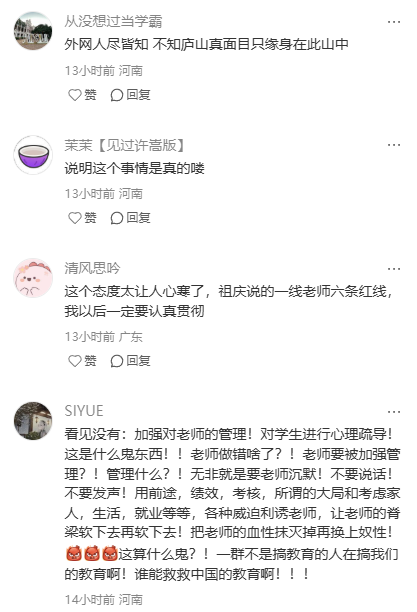 从没想过当学霸
外网人尽皆知 不知庐山真面目只缘身在此山中
13小时前 河南
赞 回复
茉茉【见过许嵩版】
说明这个事情是真的喽
13小时前 河南
赞 回复
清风思吟
这个态度太让人心寒了，祖庆说的一线老师六条红线，
我以后一定要认真贯彻
13小时前 广东
赞 回复
SIYUE
看见没有：加强对老师的管理！对学生进行心理疏导！
这是什么鬼东西！！老师做错啥了？！老师要被加强管
理？！管理什么？！无非就是要老师沉默！不要说话！
不要发声！用前途，绩效，考核，所谓的大局和考虑家
人，生活，就业等等，各种威迫利诱老师，让老师的脊
梁软下去再软下去！把老师的血性抹灭掉再换上奴性！
👹👹👹这算什么鬼？！一群不是搞教育的人在搞我们
的教育啊！谁能救救中国的教育啊！！！
14小时前 河南